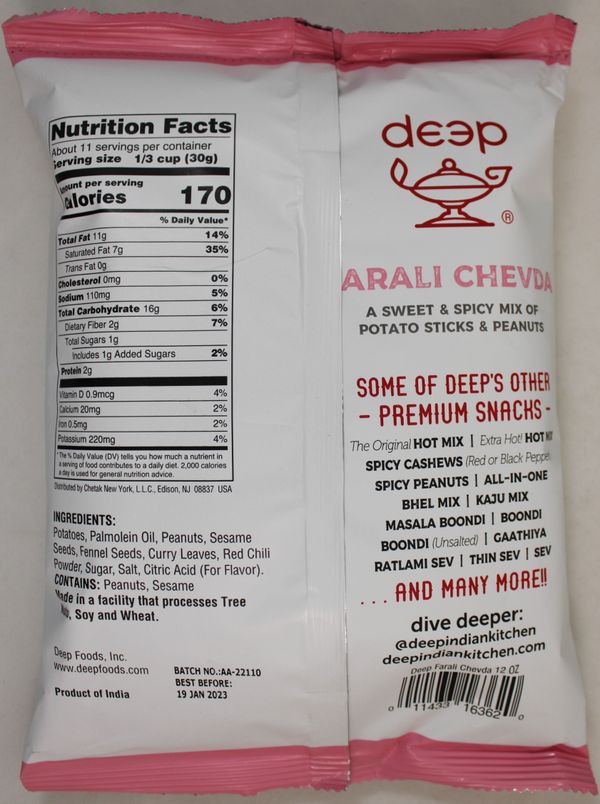 Nutrition Facts
About 11 servings per container
Serving size 1/3 cup (30g)
Amount per serving
Calories 170
% Daily Value*
Total Fat 11g 14%
Saturated Fat 7g 35%
Trans Fat 0g
Cholesterol 0mg 0%
Sodium 110mg 5%
Total Carbohydrate 16g 6%
Dietary Fiber 2g 7%
Total Sugars 1g
Includes 1g Added Sugars 2%
Protein 2g
Vitamin D 0.9mcg 4%
Calcium 20mg 2%
Iron 0.5mg 2%
Potassium 220mg 4%
* The % Daily Value (DV) tells you how much a nutrient in
a serving of food contributes to a daily diet. 2,000 calories
a day is used for general nutrition advice.
Distributed by Chetak New York, L.L.C., Edison, NJ 08837 USA
INGREDIENTS:
Potatoes, Palmolein Oil, Peanuts, Sesame
Seeds, Fennel Seeds, Curry Leaves, Red Chili
Powder, Sugar, Salt, Citric Acid (For Flavor).
CONTAINS: Peanuts, Sesame
Made in a facility that processes Tree
Nut, Soy and Wheat.
Deep Foods, Inc.
www.deepfoods.com
Product of India
BATCH NO.:AA-22110
BEST BEFORE:
19 JAN 2023
deep
®
ARALI CHEVDA
A SWEET & SPICY MIX OF
POTATO STICKS & PEANUTS
SOME OF DEEP'S OTHER
- PREMIUM SNACKS -
The Original HOT MIX | Extra Hot! HOT MIX
SPICY CASHEWS (Red or Black Pepper)
SPICY PEANUTS | ALL-IN-ONE
BHEL MIX | KAJU MIX
MASALA BOONDI | BOONDI
BOONDI (Unsalted) | GAATHIYA
RATLAMI SEV | THIN SEV | SEV
... AND MANY MORE!!
dive deeper:
@deepindiankitchen
deepindiankitchen.com
Deep Farali Chevda 12 OZ
0 11433 16362 0